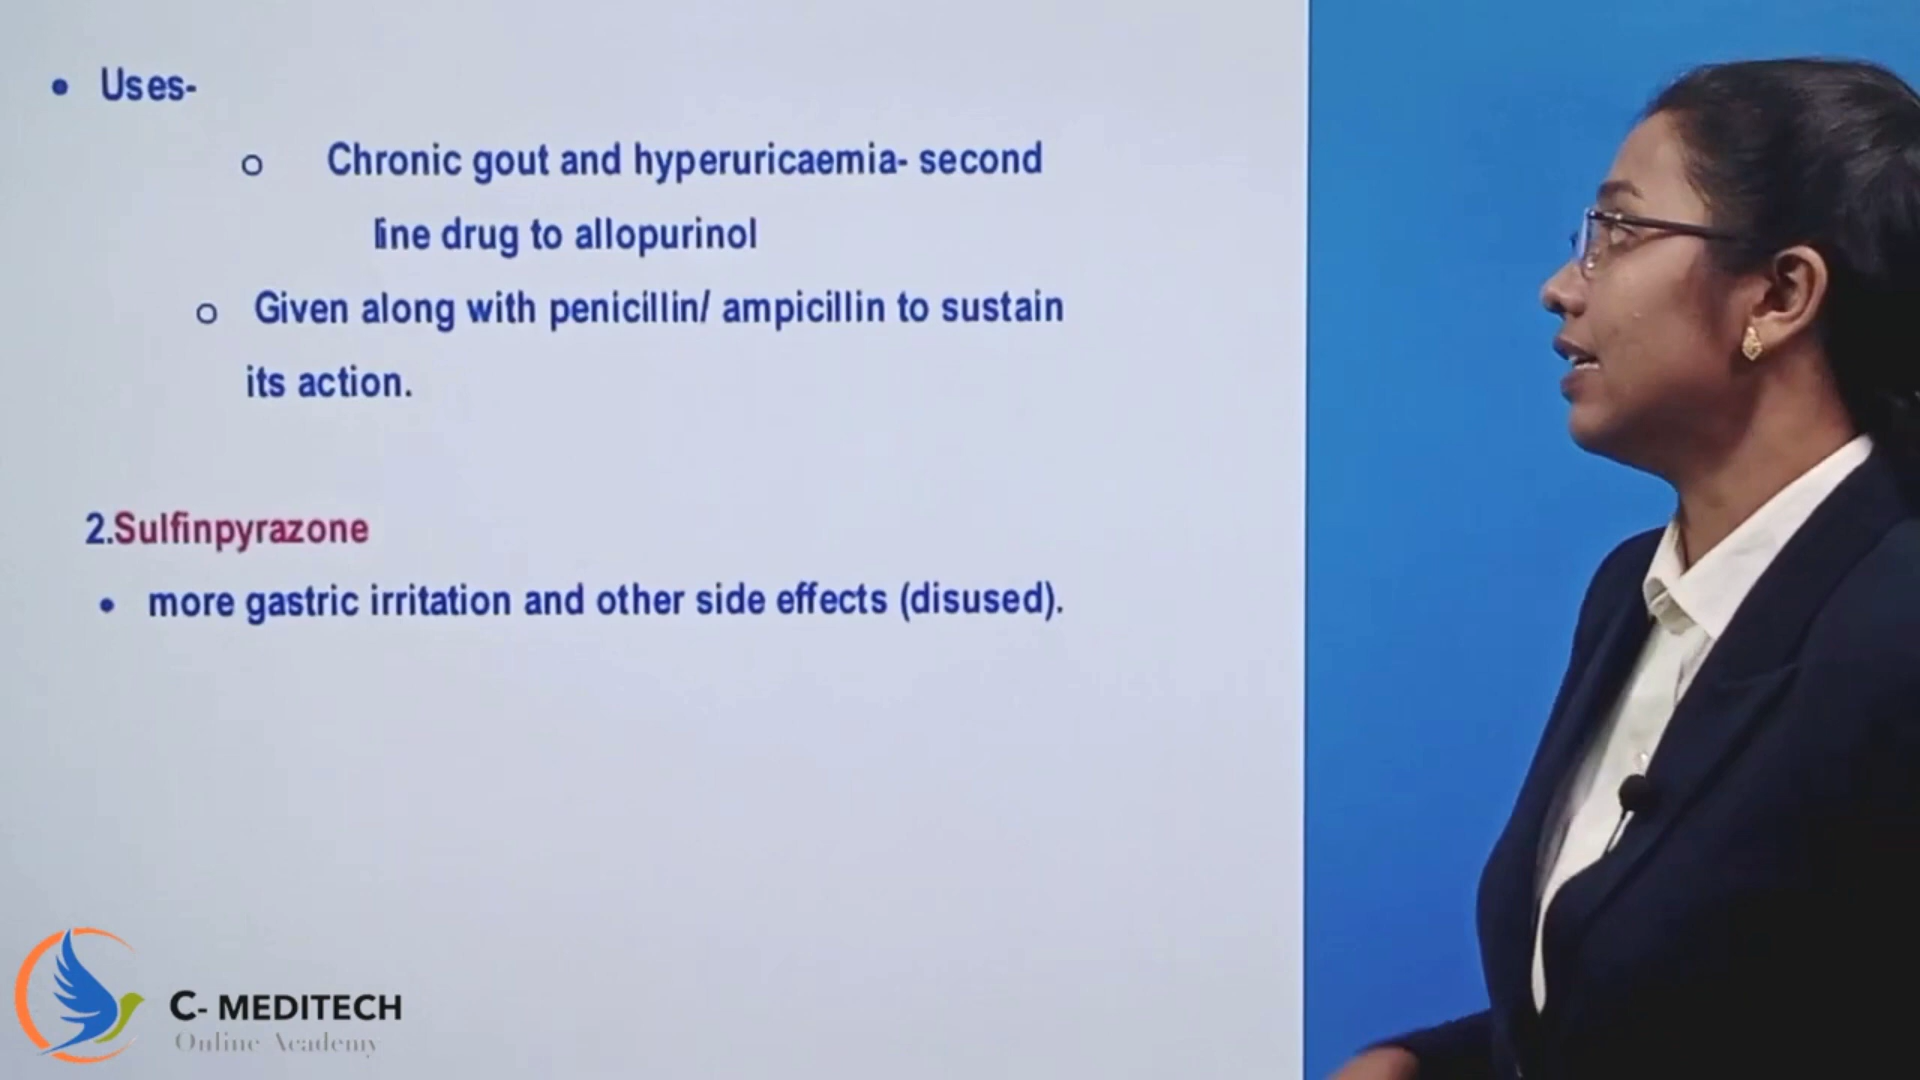 • Uses-
o Chronic gout and hyperuricaemia- second
line drug to allopurinol
o Given along with penicillin/ ampicillin to sustain
its action.
2.Sulfinpyrazone
• more gastric irritation and other side effects (disused).
C- MEDITECH
Online Academy